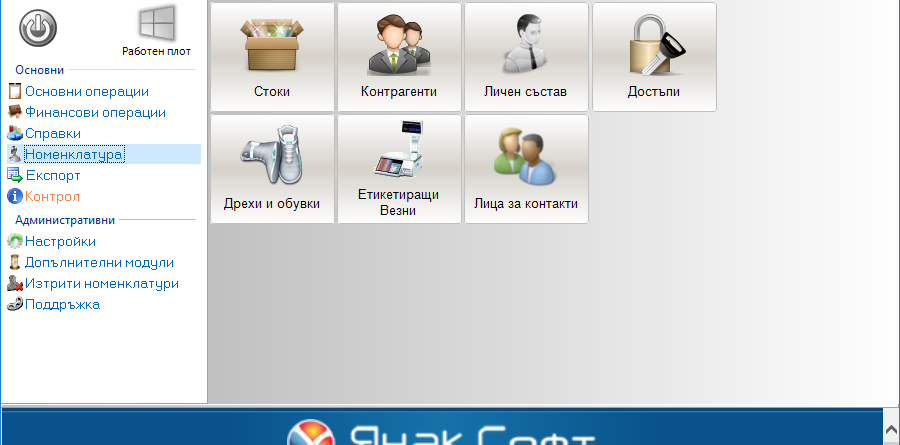 Работен плот
Основни
Основни операции
Финансови операции
Справки
Номенклатура
Експорт
Контрол
Административни
Настройки
Допълнителни модули
Изтрити номенклатури
Поддръжка
Стоки
Контрагенти
Личен състав
Достъпи
Дрехи и обувки
Етикетиращи
Везни
Лица за контакти
Янак Софт